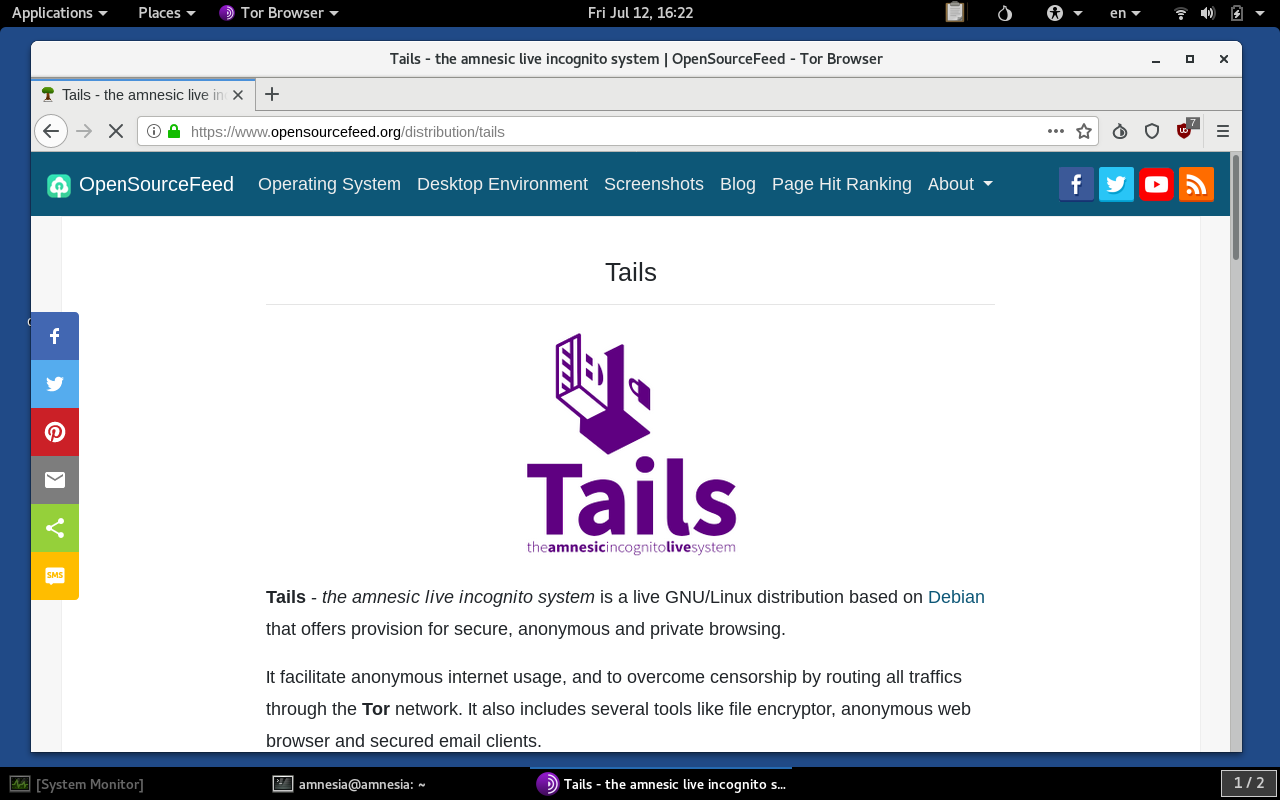 Applications Places Tor Browser Fri Jul 12, 16:22 en
Tails - the amnesic live incognito system | OpenSourceFeed - Tor Browser
Tails - the amnesic live in
https://www.opensourcefeed.org/distribution/tails 7
OpenSourceFeed Operating System Desktop Environment Screenshots Blog Page Hit Ranking About
Tails
Tails
theamnesicincognitolivesystem
SMS
Tails - the amnesic live incognito system is a live GNU/Linux distribution based on Debian
that offers provision for secure, anonymous and private browsing.
It facilitate anonymous internet usage, and to overcome censorship by routing all traffics
through the Tor network. It also includes several tools like file encryptor, anonymous web
browser and secured email clients.
[System Monitor] amnesia@amnesia: ~ Tails - the amnesic live incognito s... 1 / 2